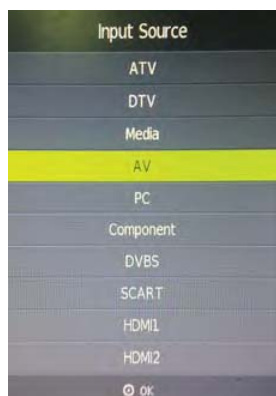 Input Source
ATV
DTV
Media
AV
PC
Component
DVBS
SCART
HDMI1
HDMI2
OK